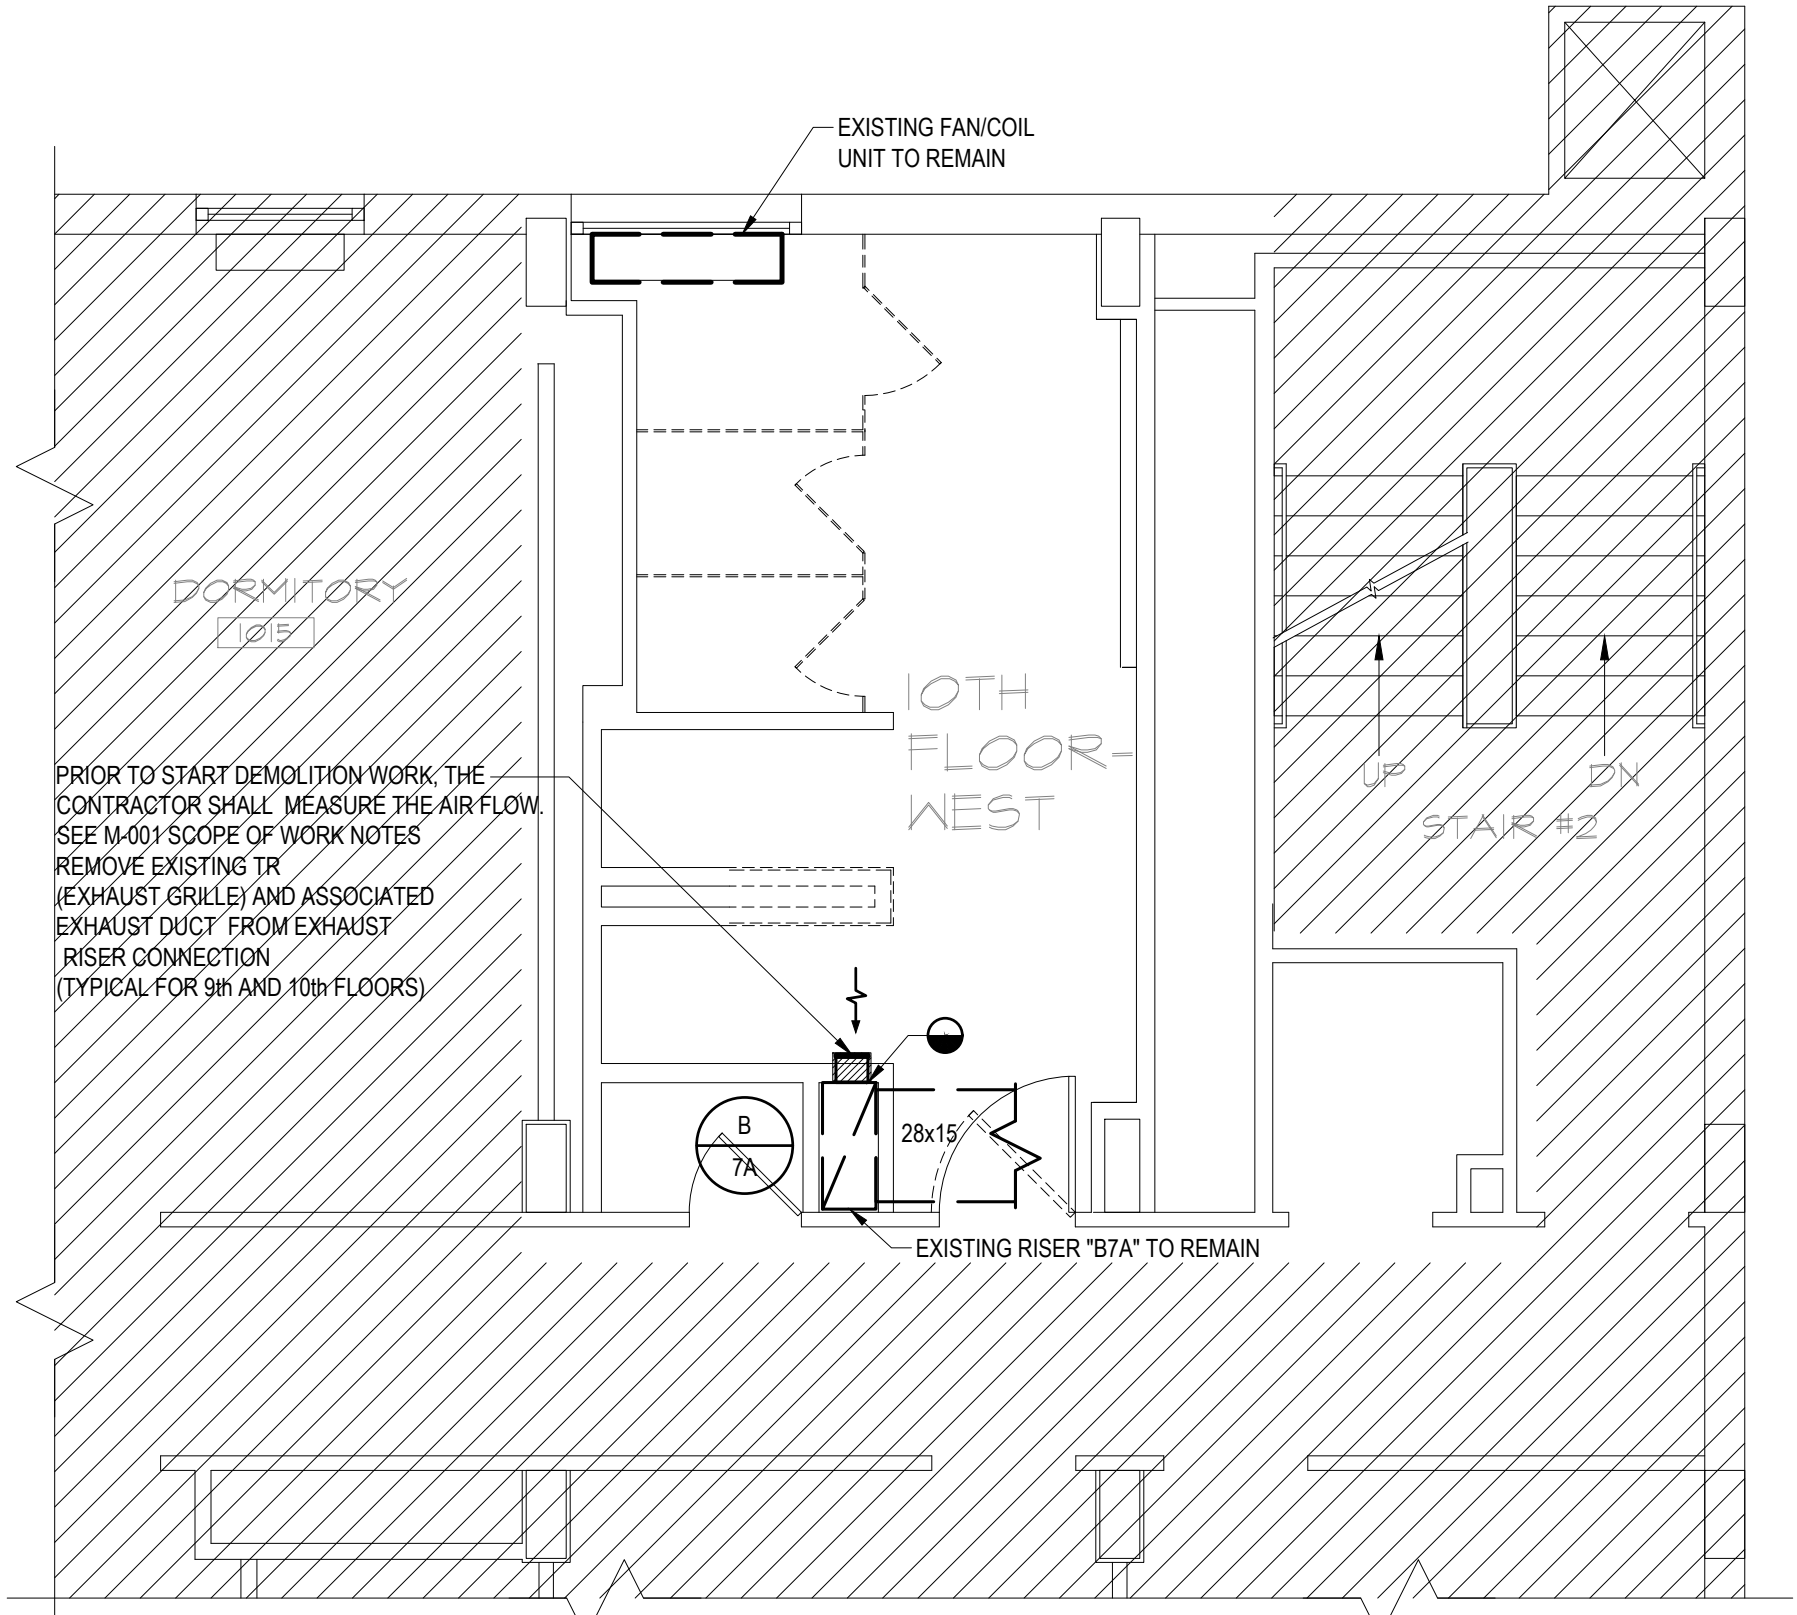 EXISTING FAN/COIL
UNIT TO REMAIN
DORMITORY
1015
10TH
FLOOR-
WEST
UP
DN
STAIR #2
PRIOR TO START DEMOLITION WORK, THE
CONTRACTOR SHALL MEASURE THE AIR FLOW.
SEE M-001 SCOPE OF WORK NOTES
REMOVE EXISTING TR
(EXHAUST GRILLE) AND ASSOCIATED
EXHAUST DUCT FROM EXHAUST
RISER CONNECTION
(TYPICAL FOR 9th AND 10th FLOORS)
B
7A
28x15
EXISTING RISER "B7A" TO REMAIN